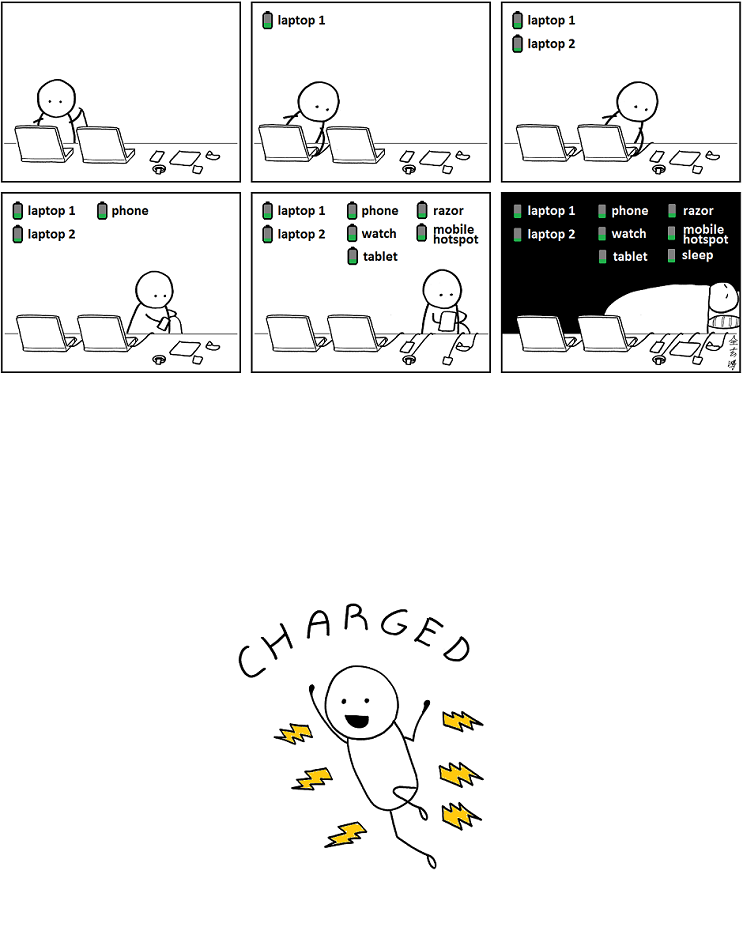 laptop 1
laptop 1
laptop 2
laptop 1 phone
laptop 2
laptop 1 phone razor
laptop 2 watch mobile
hotspot
tablet
laptop 1 phone razor
laptop 2 watch mobile
hotspot
tablet sleep
CHARGED